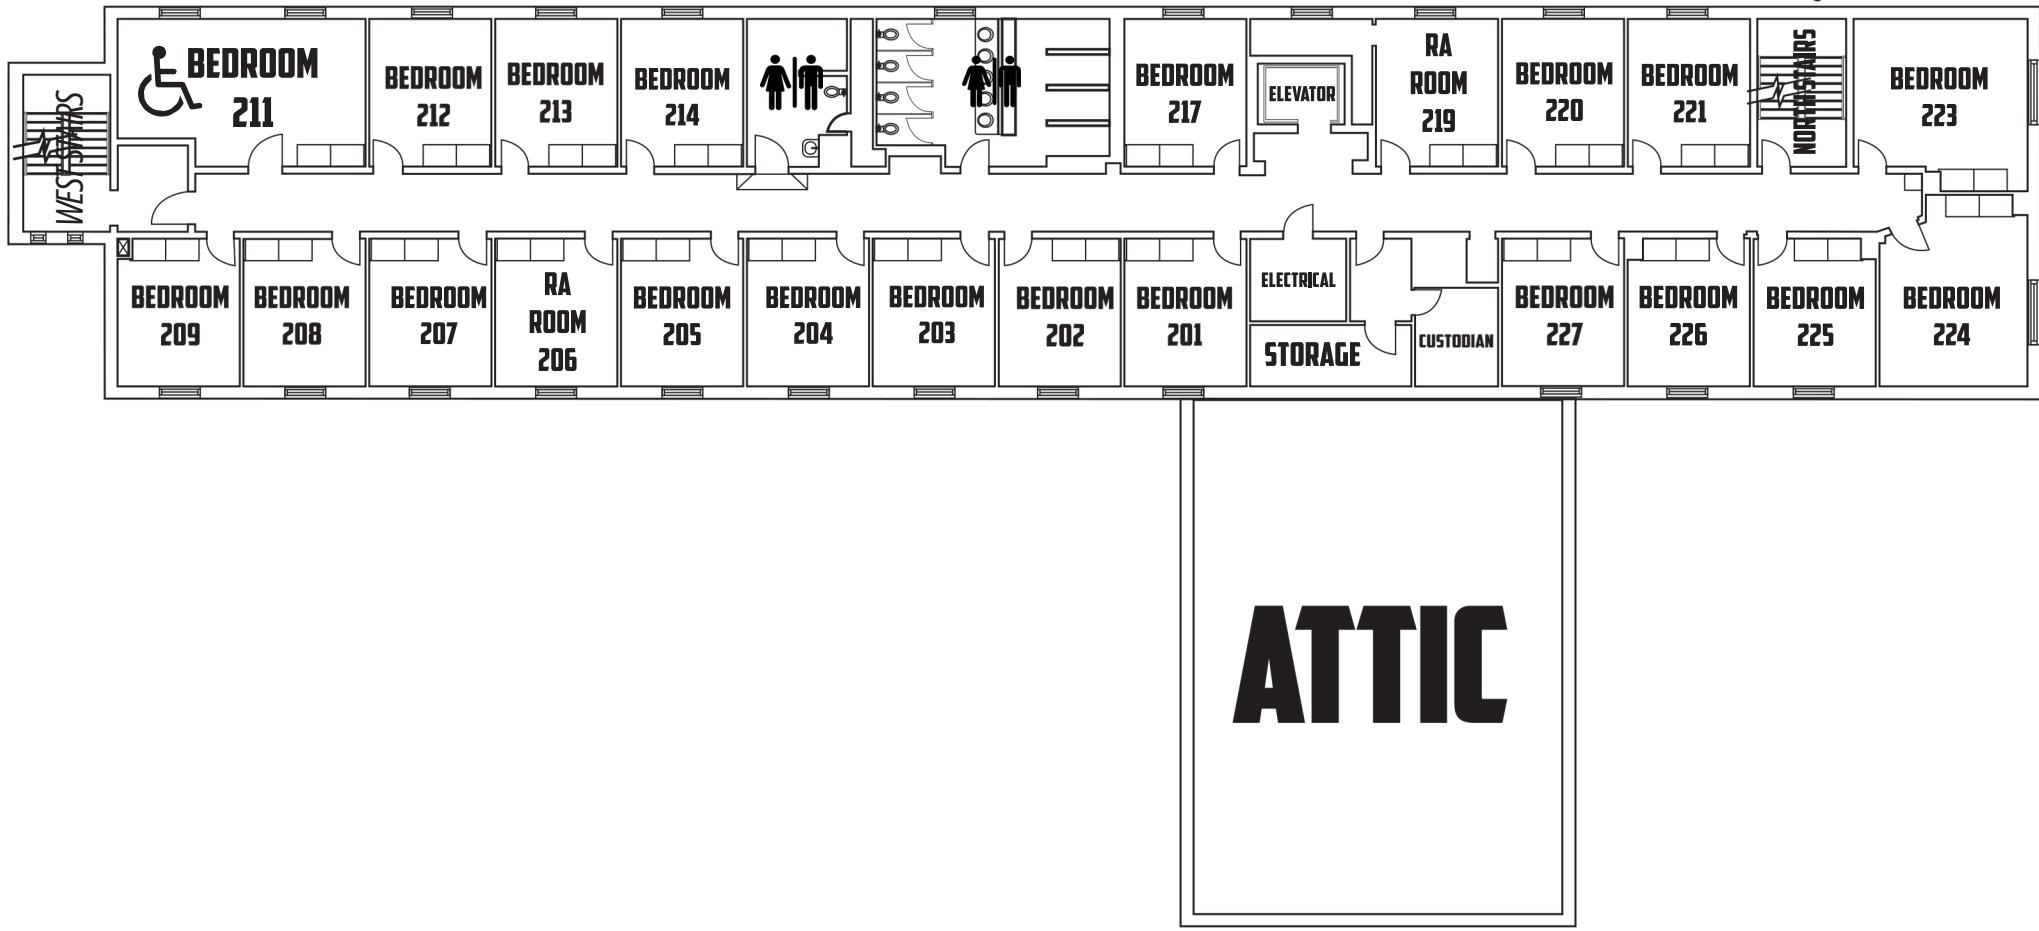 BEDROOM
211
BEDROOM
212
BEDROOM
213
BEDROOM
214
BEDROOM
217
ELEVATOR
RA
ROOM
219
BEDROOM
220
BEDROOM
221
NORTH STAIRS
BEDROOM
223
WEST STAIRS
BEDROOM
209
BEDROOM
208
BEDROOM
207
RA
ROOM
206
BEDROOM
205
BEDROOM
204
BEDROOM
203
BEDROOM
202
BEDROOM
201
ELECTRICAL
STORAGE
CUSTODIAN
BEDROOM
227
BEDROOM
226
BEDROOM
225
BEDROOM
224
ATTIC